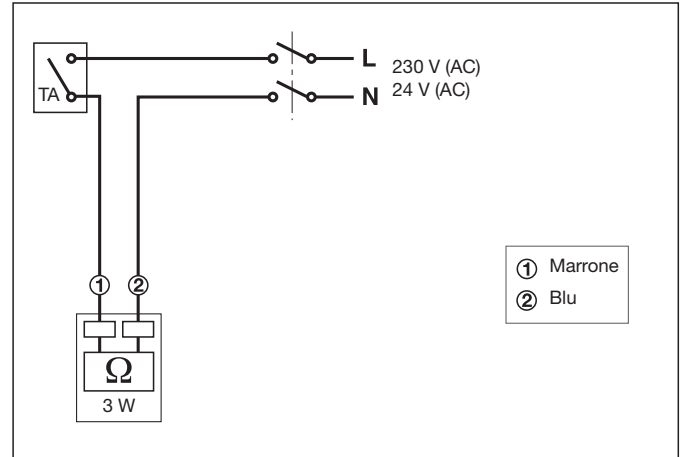 L
230 V (AC)
N
24 V (AC)
TA
① ②
① Marrone
② Blu
Ω
3 W